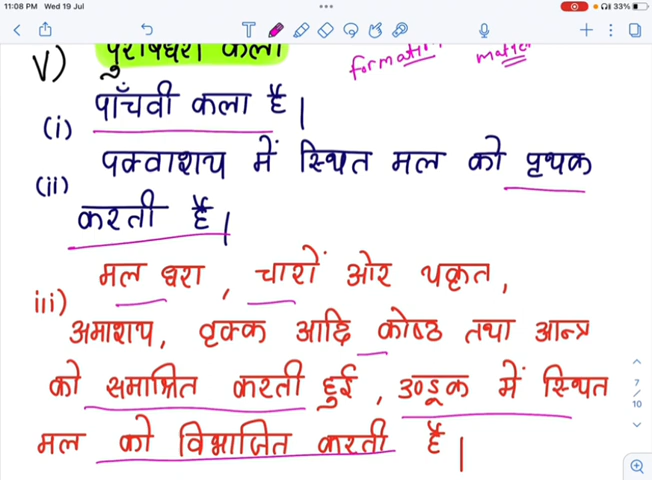 11:08 PM Wed 19 Jul
33%
v) पुरीषधरा कला
formation
(i) पाँचवी कला है।
(ii) पक्वाशय में स्थित मल को पृथक
करती है।
iii) मल धरा, चारों ओर यकृत,
अमाशय, वृक्क आदि कोष्ठ तथा आन्त्र
को समाश्रित करती हुई, उण्डूक में स्थित
मल को विभाजित करती है।
7
/
10